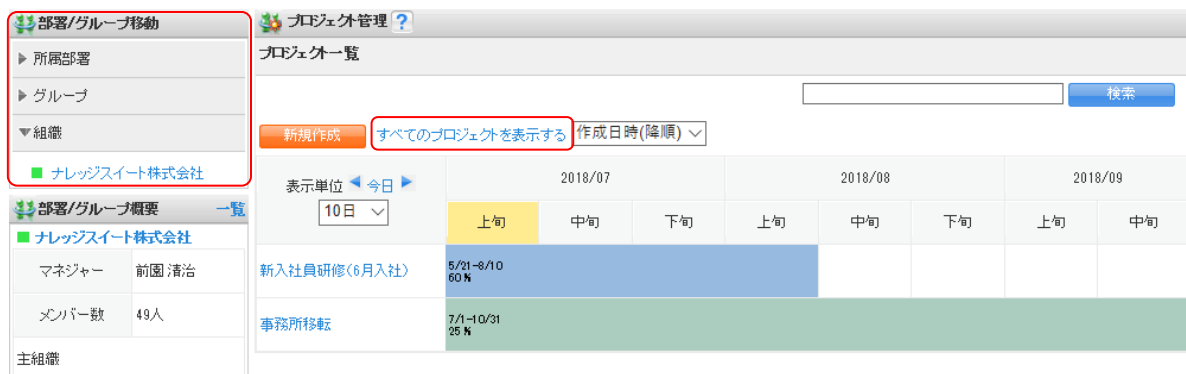 部署/グループ移動
▶ 所属部署
▶ グループ
▼組織
■ ナレッジスイート株式会社
部署/グループ概要 一覧
■ ナレッジスイート株式会社
マネジャー 前園 清治
メンバー数 49人
主組織
プロジェクト管理 ?
プロジェクト一覧
検索
新規作成 すべてのプロジェクトを表示する 作成日時(降順)
表示単位 ◀ 今日 ▶
10日
2018/07 2018/08 2018/09
上旬 中旬 下旬 上旬 中旬 下旬 上旬 中旬
新入社員研修(6月入社)
5/21-8/10
60 %
事務所移転
7/1-10/31
25 %